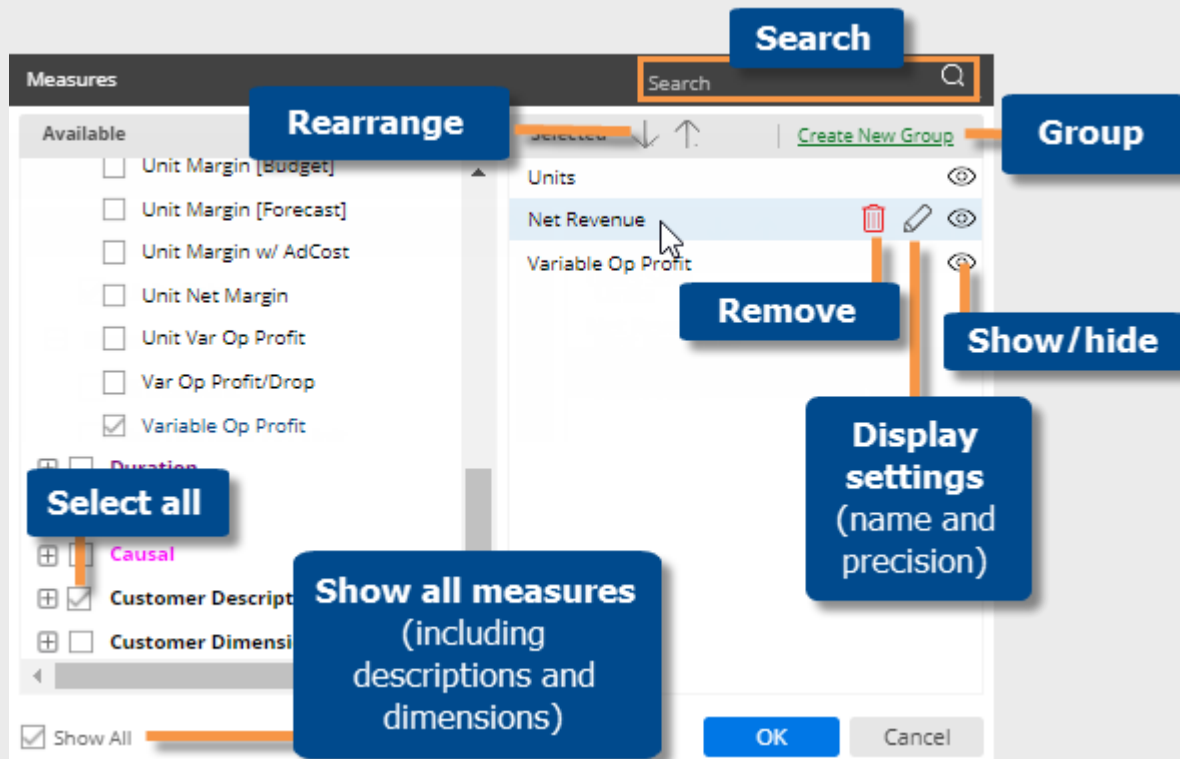 Search
Measures
Search
Rearrange
Available
Selected
Create New Group
Group
Unit Margin [Budget]
Unit Margin [Forecast]
Unit Margin w/ AdCost
Unit Net Margin
Unit Var Op Profit
Var Op Profit/Drop
Variable Op Profit
Duration
Select all
Causal
Customer Descript
Customer Dimensi
Show All
Units
Net Revenue
Variable Op Profit
Remove
Show/hide
Display
settings
(name and
precision)
Show all measures
(including
descriptions and
dimensions)
OK
Cancel